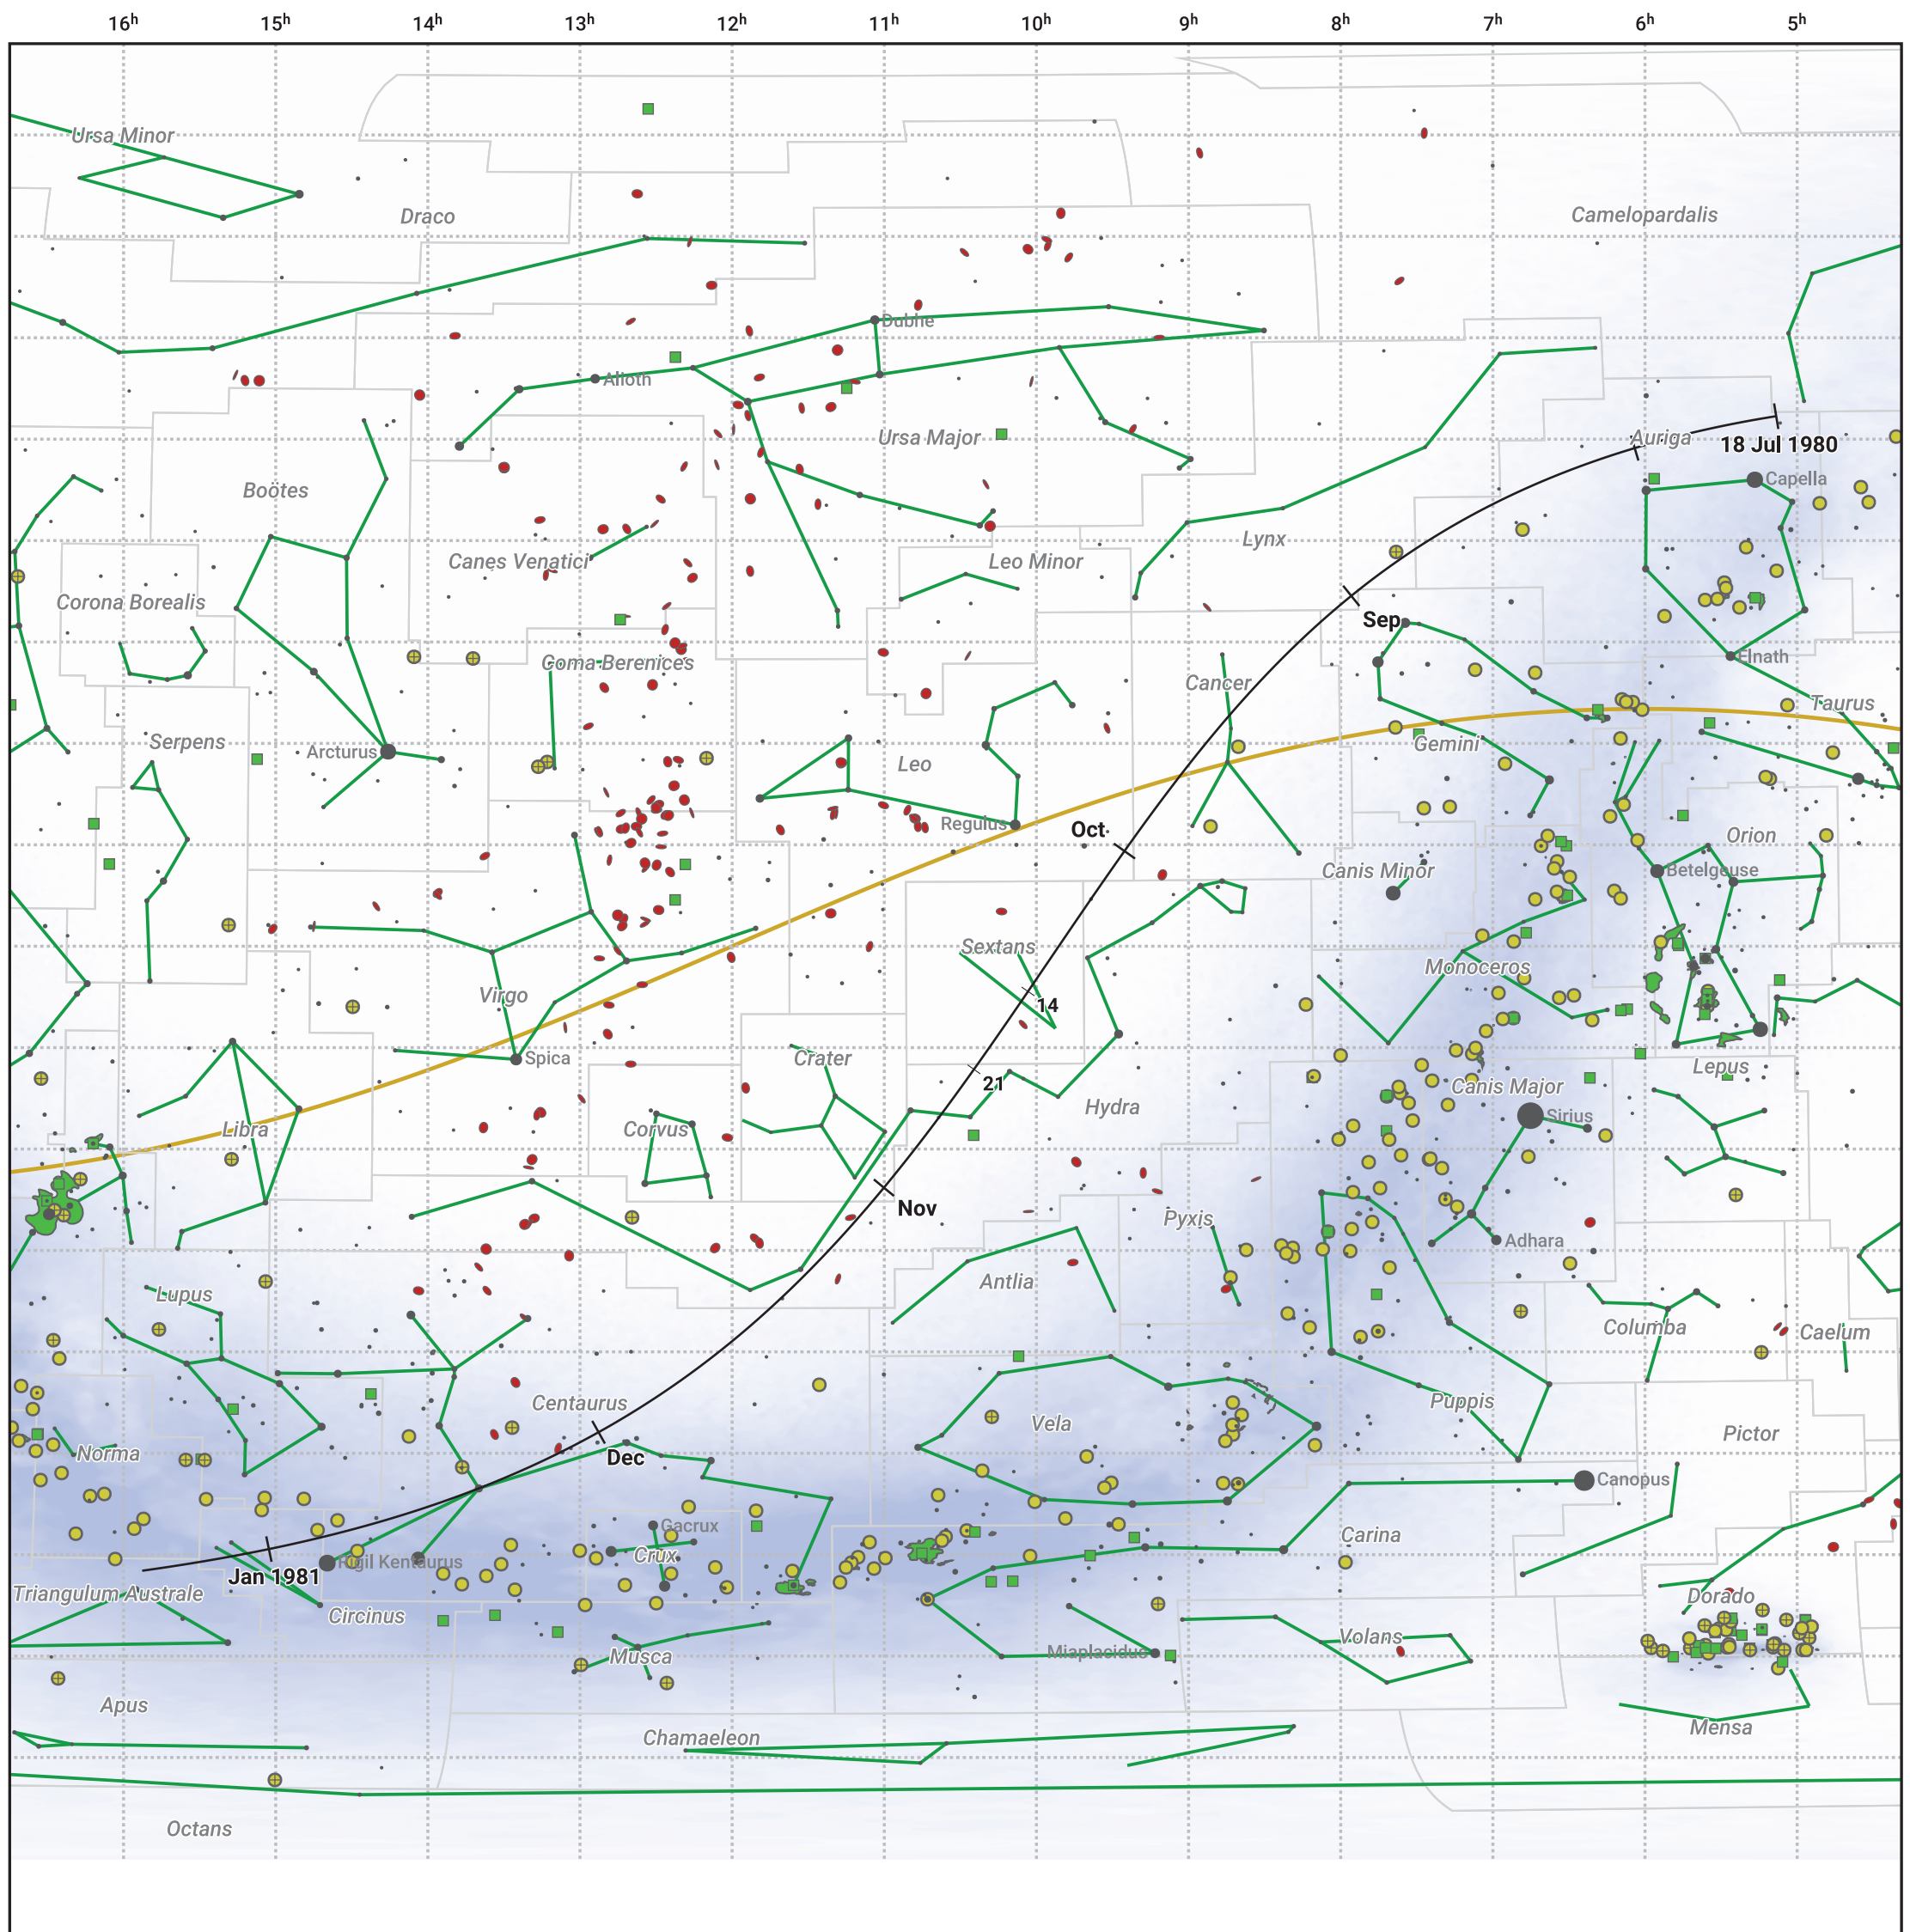 16h 15h 14h 13h 12h 11h 10h 9h 8h 7h 6h 5h
Ursa Minor
Draco
Camelopardalis
Dubhe
Alioth
Ursa Major
Auriga
18 Jul 1980
Capella
Boötes
Canes Venatici
Leo Minor
Lynx
Corona Borealis
Sep
Coma Berenices
Elnath
Cancer
Taurus
Serpens
Arcturus
Leo
Gemini
Regulus
Oct
Orion
Canis Minor
Betelgeuse
Sextans
Monoceros
Virgo
14
Spica
Crater
Lepus
21
Canis Major
Hydra
Sirius
Libra
Corvus
Nov
Pyxis
Adhara
Antlia
Lupus
Columba
Caelum
Centaurus
Puppis
Vela
Norma
Dec
Pictor
Canopus
Gacrux
Carina
Crux
Rigil Kentaurus
Jan 1981
Triangulum Australe
Dorado
Circinus
Volans
Miaplacidus
Musca
Apus
Mensa
Chamaeleon
Octans